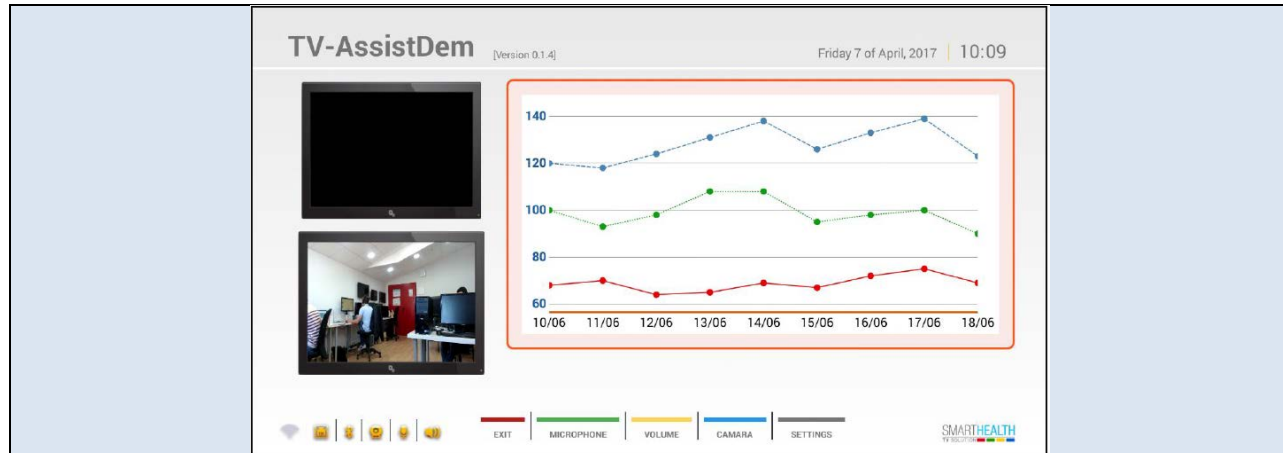 TV-AssistDem [Version 0.1.4] Friday 7 of April, 2017 10:09
140
120
100
80
60
10/06 11/06 12/06 13/06 14/06 15/06 16/06 17/06 18/06
EXIT MICROPHONE VOLUME CAMARA SETTINGS
SMARTHEALTH
TV SOLUTION